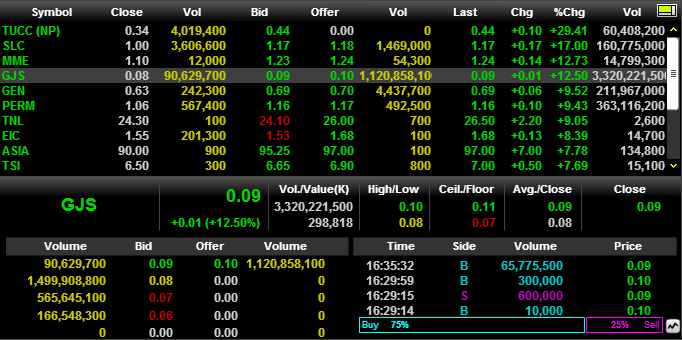 Symbol Close Vol Bid Offer Vol Last Chg %Chg Vol
TUCC (NP) 0.34 4,019,400 0.44 0.00 0 0.44 +0.10 +29.41 60,408,200
SLC 1.00 3,606,600 1.17 1.18 1,469,000 1.17 +0.17 +17.00 160,775,000
MME 1.10 12,000 1.23 1.24 54,300 1.24 +0.14 +12.73 14,799,300
GJS 0.08 90,629,700 0.09 0.10 1,120,858,10 0.09 +0.01 +12.50 3,320,221,500
GEN 0.63 242,300 0.69 0.70 4,437,700 0.69 +0.06 +9.52 211,967,000
PERM 1.06 567,400 1.16 1.17 492,500 1.16 +0.10 +9.43 363,116,200
TNL 24.30 100 24.10 26.00 700 26.50 +2.20 +9.05 2,600
EIC 1.55 201,300 1.53 1.68 100 1.68 +0.13 +8.39 14,700
ASIA 90.00 900 95.25 97.00 100 97.00 +7.00 +7.78 134,800
TSI 6.50 300 6.65 6.90 800 7.00 +0.50 +7.69 15,100
GJS 0.09 Vol./Value(K) High/Low Ceil./Floor Avg./Close Close
3,320,221,500 0.10 0.11 0.09 0.09
+0.01 (+12.50%) 298,818 0.08 0.07 0.08
Volume Bid Offer Volume
90,629,700 0.09 0.10 1,120,858,100
1,499,908,800 0.08 0.00 0
565,645,100 0.07 0.00 0
166,548,300 0.06 0.00 0
0 0.00 0.00 0
Time Side Volume Price
16:35:32 B 65,775,500 0.09
16:29:59 B 300,000 0.10
16:29:15 S 600,000 0.09
16:29:14 B 10,000 0.10
Buy 75% 25% Sell